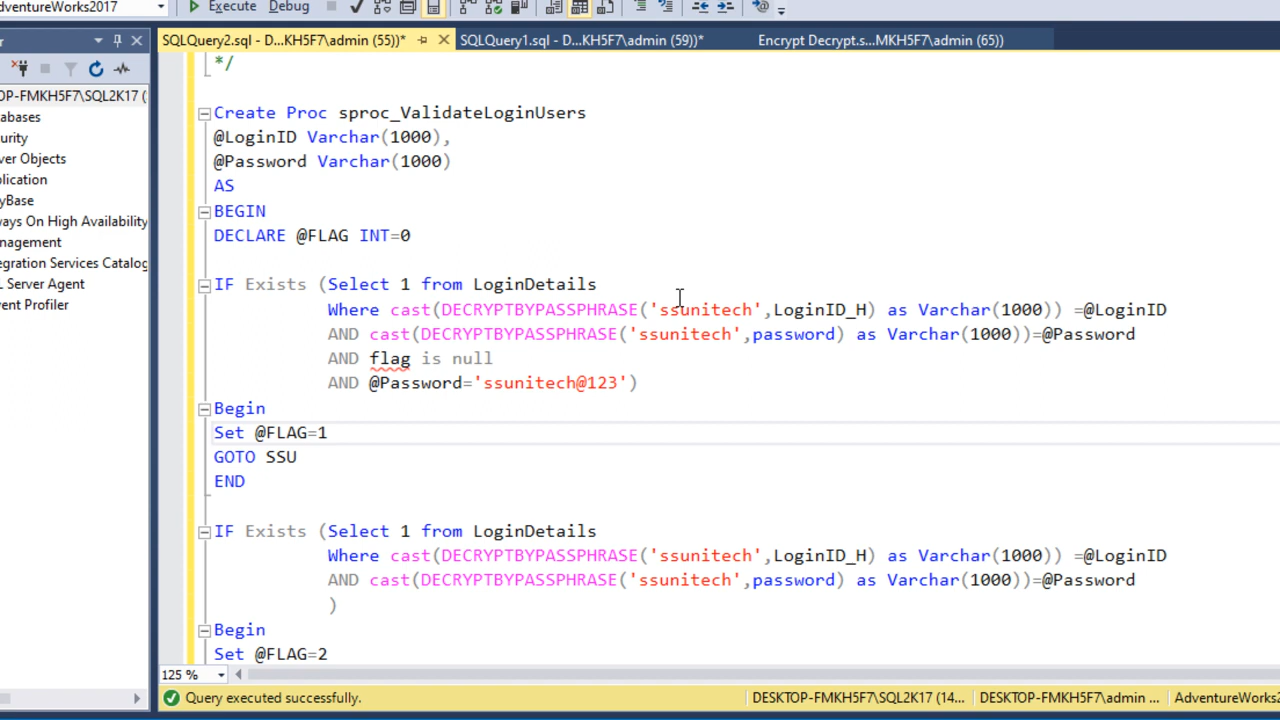 dventureWorks2017 Execute Debug
SQLQuery2.sql - D...KH5F7\admin (55))* SQLQuery1.sql - D...KH5F7\admin (59))* Encrypt Decrypt.s...MKH5F7\admin (65))
*/
OP-FMKH5F7\SQL2K17 (
abases
urity
ver Objects
plication
yBase
ways On High Availability
nagement
egration Services Catalog
L Server Agent
vent Profiler
Create Proc sproc_ValidateLoginUsers
@LoginID Varchar(1000),
@Password Varchar(1000)
AS
BEGIN
DECLARE @FLAG INT=0
IF Exists (Select 1 from LoginDetails
Where cast(DECRYPTBYPASSPHRASE('ssunitech',LoginID_H) as Varchar(1000)) =@LoginID
AND cast(DECRYPTBYPASSPHRASE('ssunitech',password) as Varchar(1000))=@Password
AND flag is null
AND @Password='ssunitech@123')
Begin
Set @FLAG=1
GOTO SSU
END
IF Exists (Select 1 from LoginDetails
Where cast(DECRYPTBYPASSPHRASE('ssunitech',LoginID_H) as Varchar(1000)) =@LoginID
AND cast(DECRYPTBYPASSPHRASE('ssunitech',password) as Varchar(1000))=@Password
)
Begin
Set @FLAG=2
125 %
Query executed successfully. DESKTOP-FMKH5F7\SQL2K17 (14... DESKTOP-FMKH5F7\admin ... AdventureWorks2